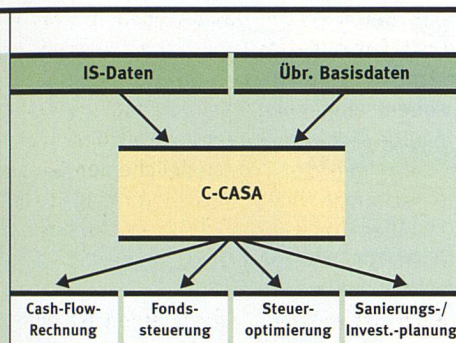 IS-Daten
Übr. Basisdaten
C-CASA
Cash-Flow-
Rechnung
Fonds-
steuerung
Steuer-
optimierung
Sanierungs-/
Invest.-planung